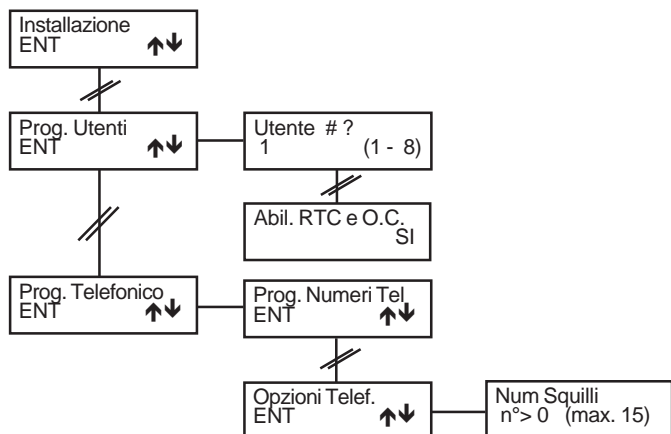 Installazione
ENT ↑↓
Prog. Utenti
ENT ↑↓
Utente # ?
1 (1 - 8)
Abil. RTC e O.C.
SI
Prog. Telefonico
ENT ↑↓
Prog. Numeri Tel
ENT ↑↓
Opzioni Telef.
ENT ↑↓
Num Squilli
n°> 0 (max. 15)